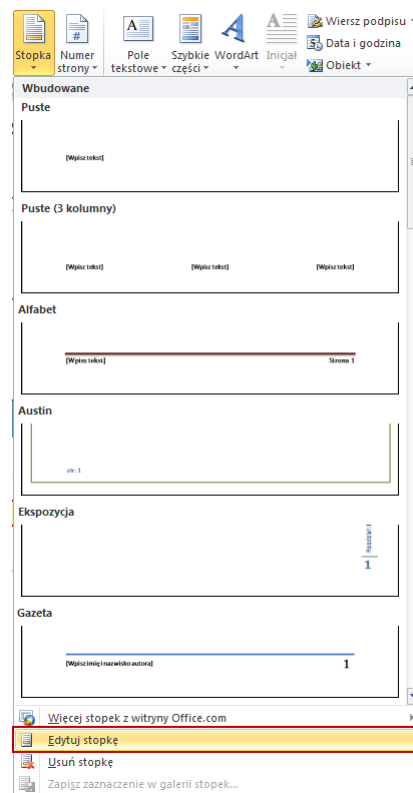 Stopka
Numer strony
Pole tekstowe
Szybkie części
WordArt
Inicjał
Wiersz podpisu
Data i godzina
Obiekt
Wbudowane
Puste
[Wpisz tekst]
Puste (3 kolumny)
[Wpisz tekst] [Wpisz tekst] [Wpisz tekst]
Alfabet
[Wpisz tekst] Strona 1
Austin
str. 1
Ekspozycja
Rozdział: 1
1
Gazeta
[Wpisz imię i nazwisko autora] 1
Więcej stopek z witryny Office.com
Edytuj stopkę
Usuń stopkę
Zapisz zaznaczenie w galerii stopek...